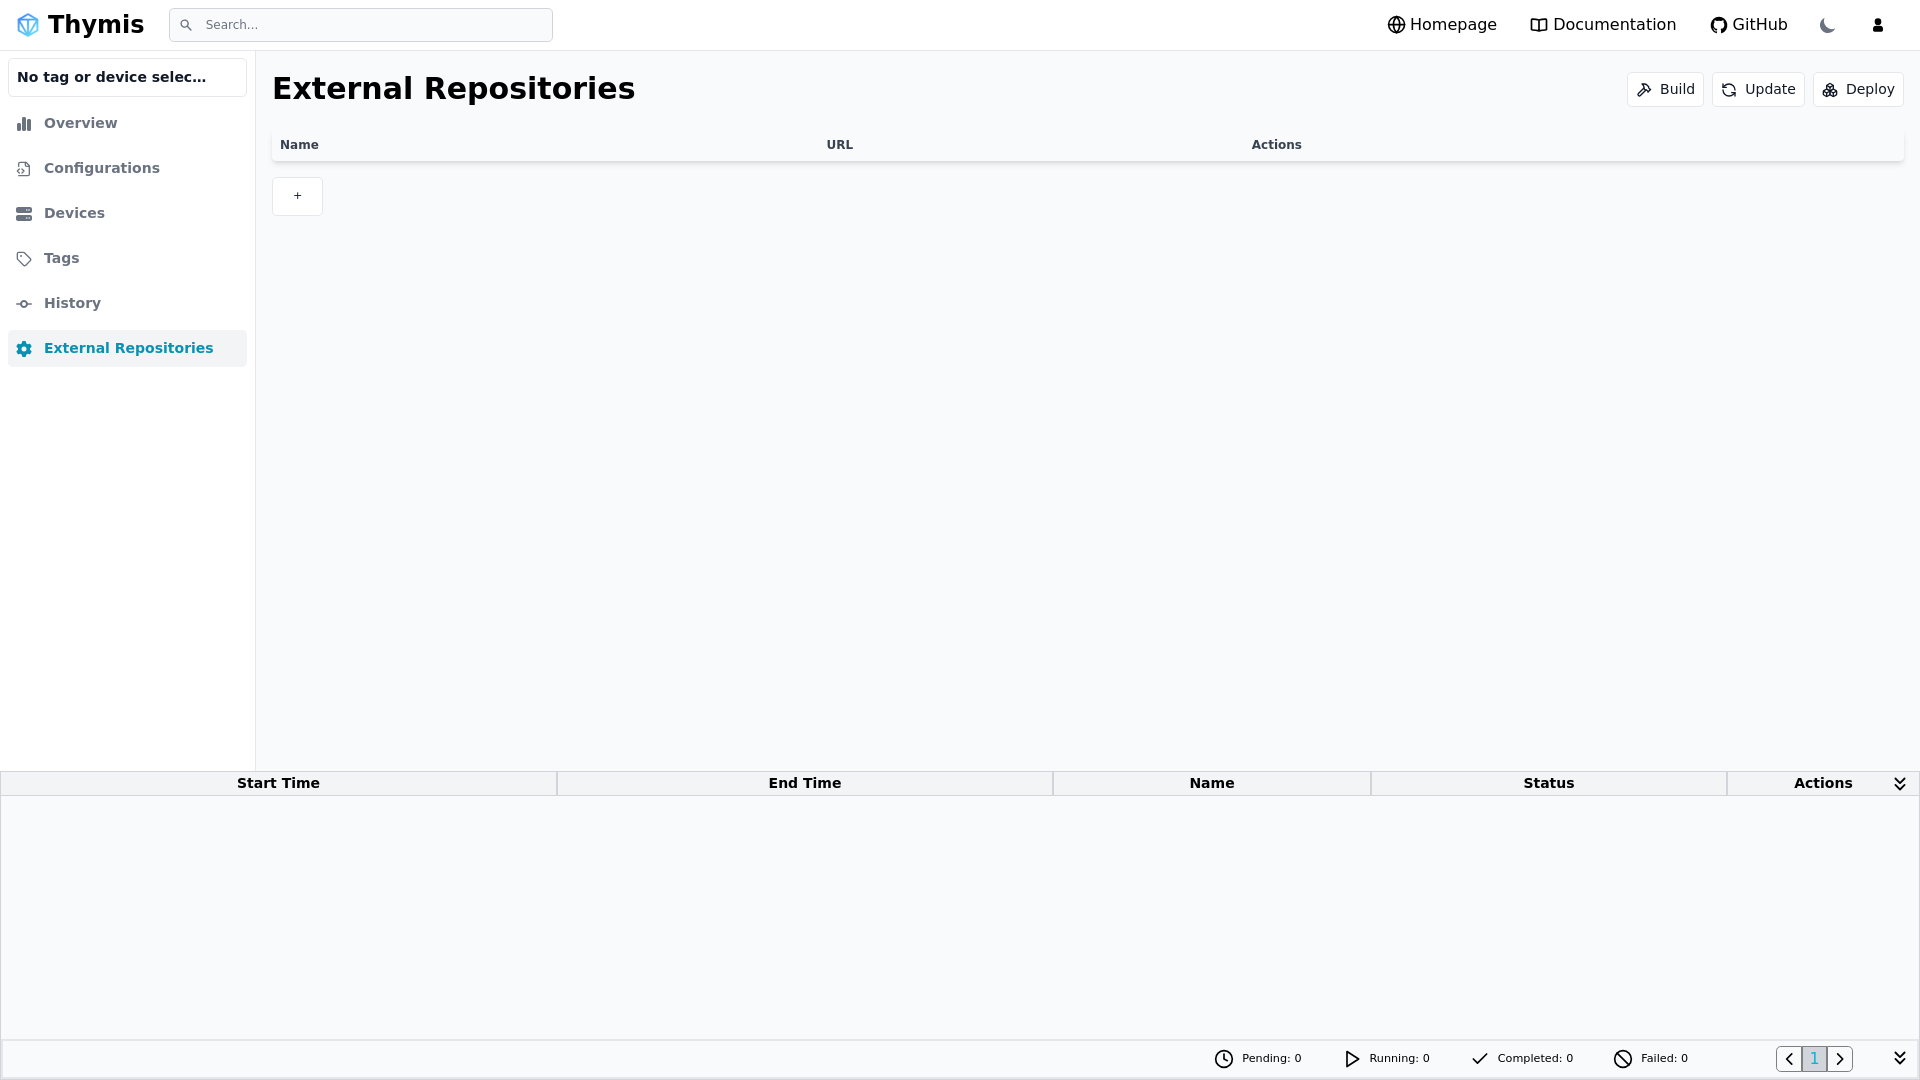 Thymis
Search...
Homepage
Documentation
GitHub
No tag or device selec...
Overview
Configurations
Devices
Tags
History
External Repositories
External Repositories
Build
Update
Deploy
Name URL Actions
+
Start Time End Time Name Status Actions
Pending: 0 Running: 0 Completed: 0 Failed: 0 1